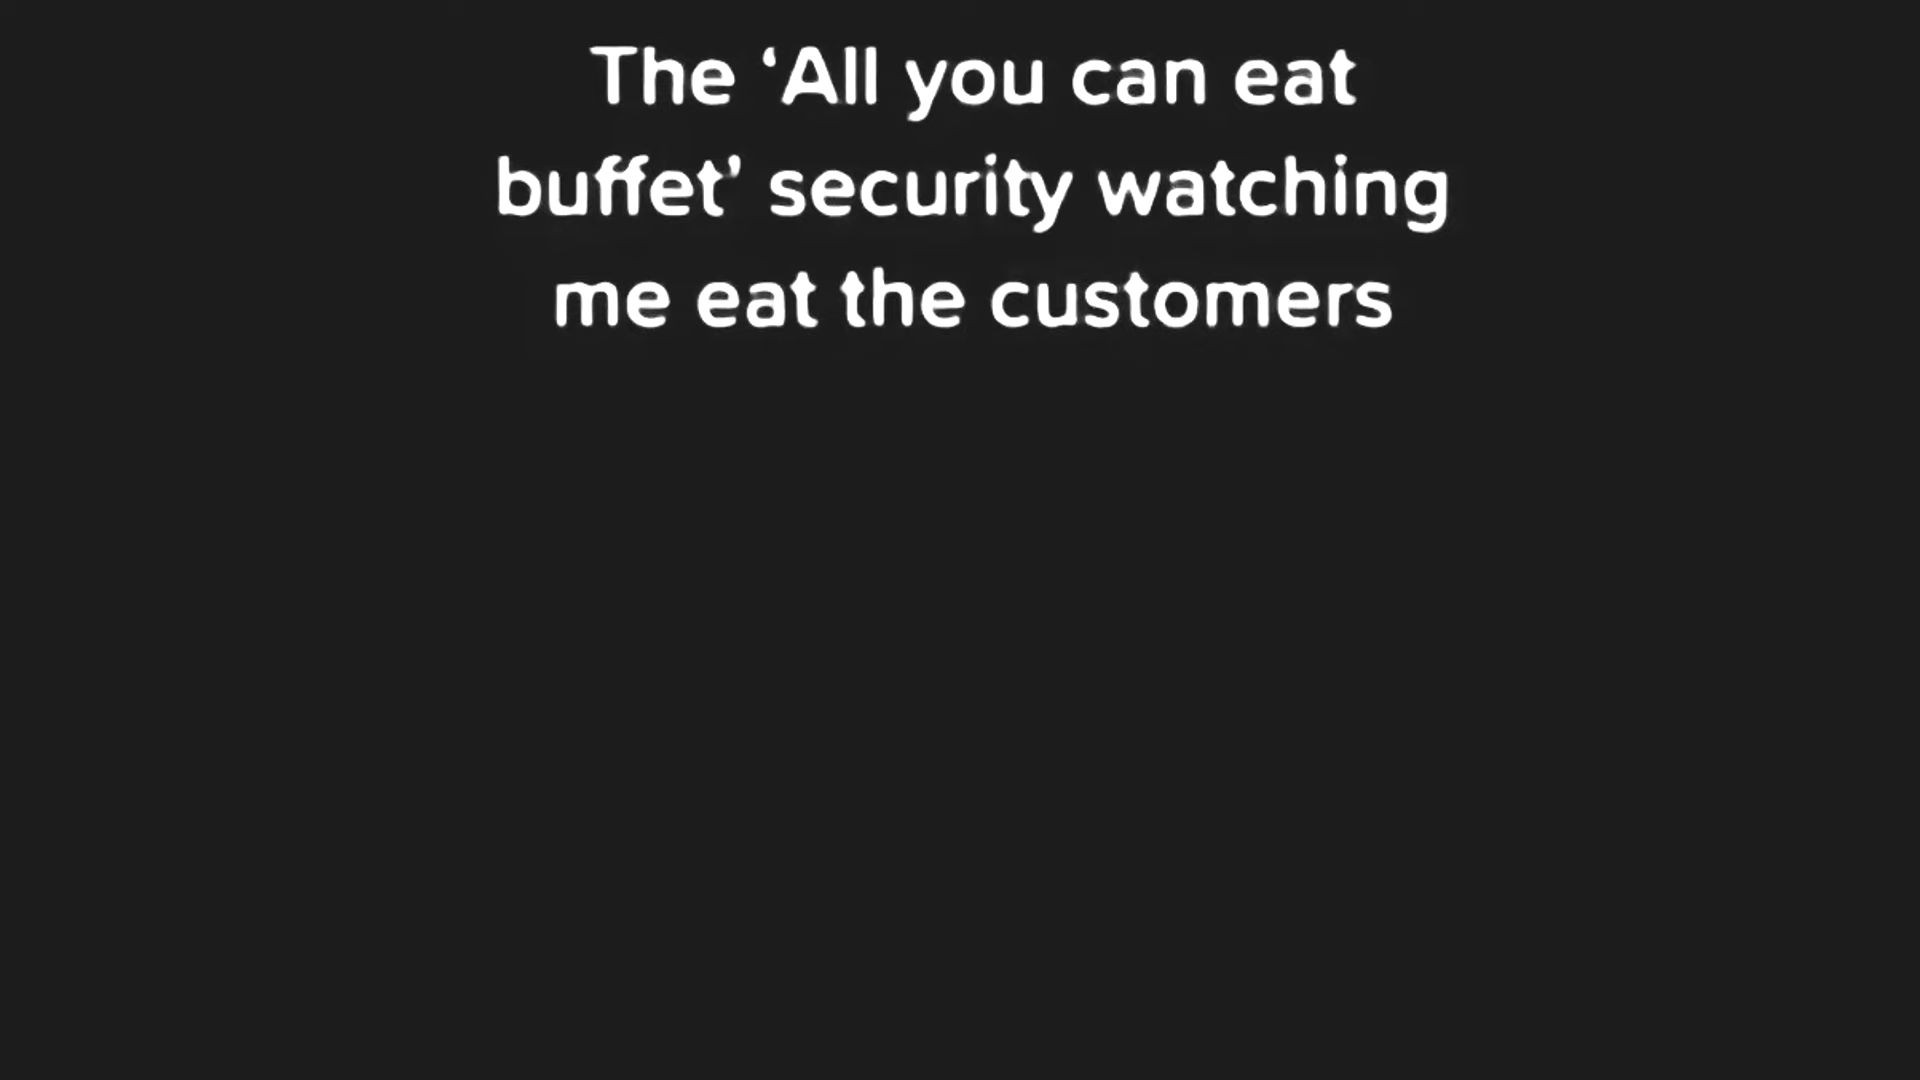 The ‘All you can eat
buffet’ security watching
me eat the customers